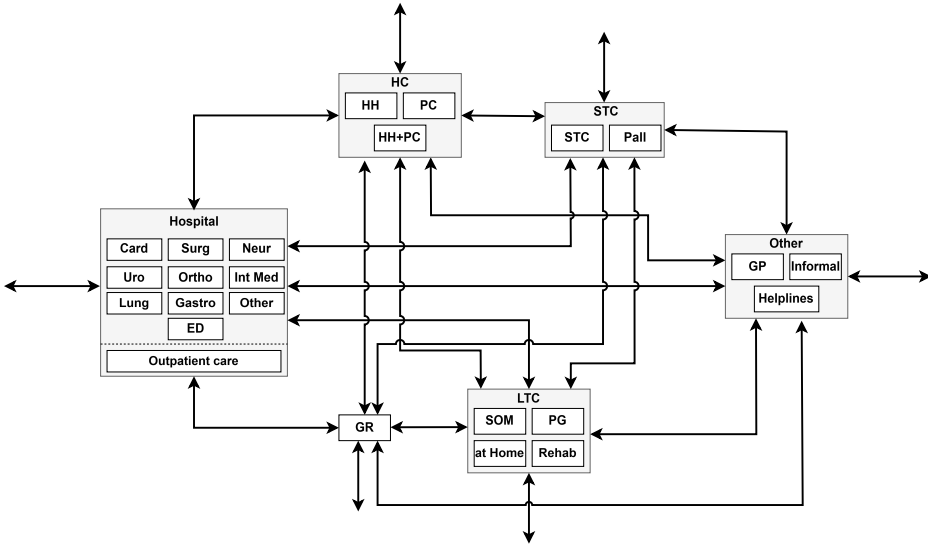 HC
HH PC
HH+PC
STC
STC Pall
Hospital
Card Surg Neur
Uro Ortho Int Med
Lung Gastro Other
ED
Outpatient care
Other
GP Informal
Helplines
GR
LTC
SOM PG
at Home Rehab